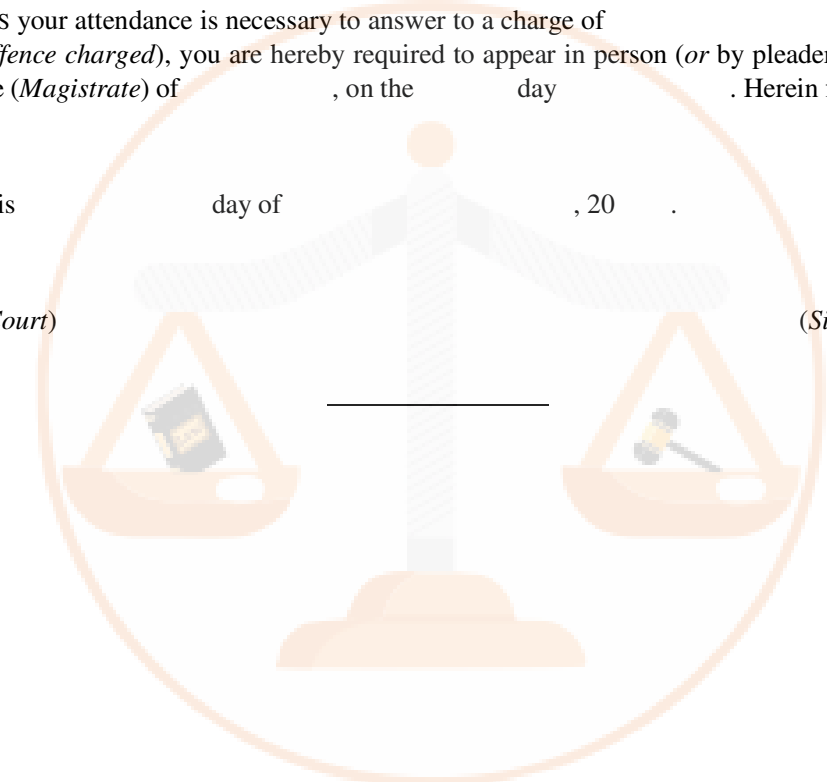 S your attendance is necessary to answer to a charge of
ffence charged), you are hereby required to appear in person (or by pleader
e (Magistrate) of , on the day . Herein
is day of , 20 .
Court) (Si